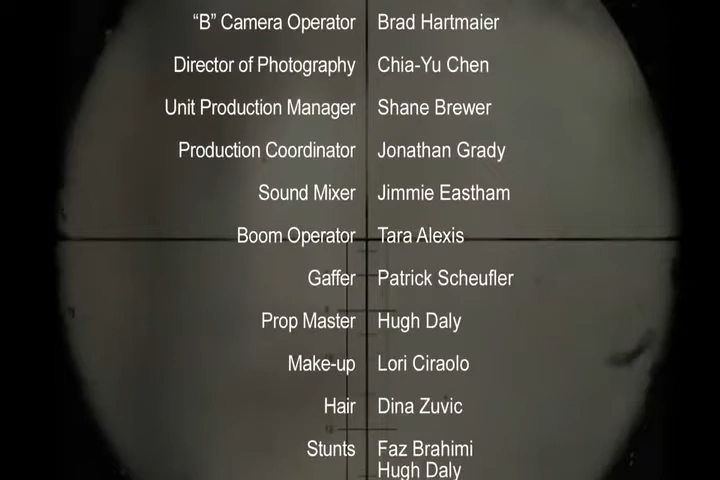 “B” Camera Operator Brad Hartmaier
Director of Photography Chia-Yu Chen
Unit Production Manager Shane Brewer
Production Coordinator Jonathan Grady
Sound Mixer Jimmie Eastham
Boom Operator Tara Alexis
Gaffer Patrick Scheufler
Prop Master Hugh Daly
Make-up Lori Ciraolo
Hair Dina Zuvic
Stunts Faz Brahimi
Hugh Daly